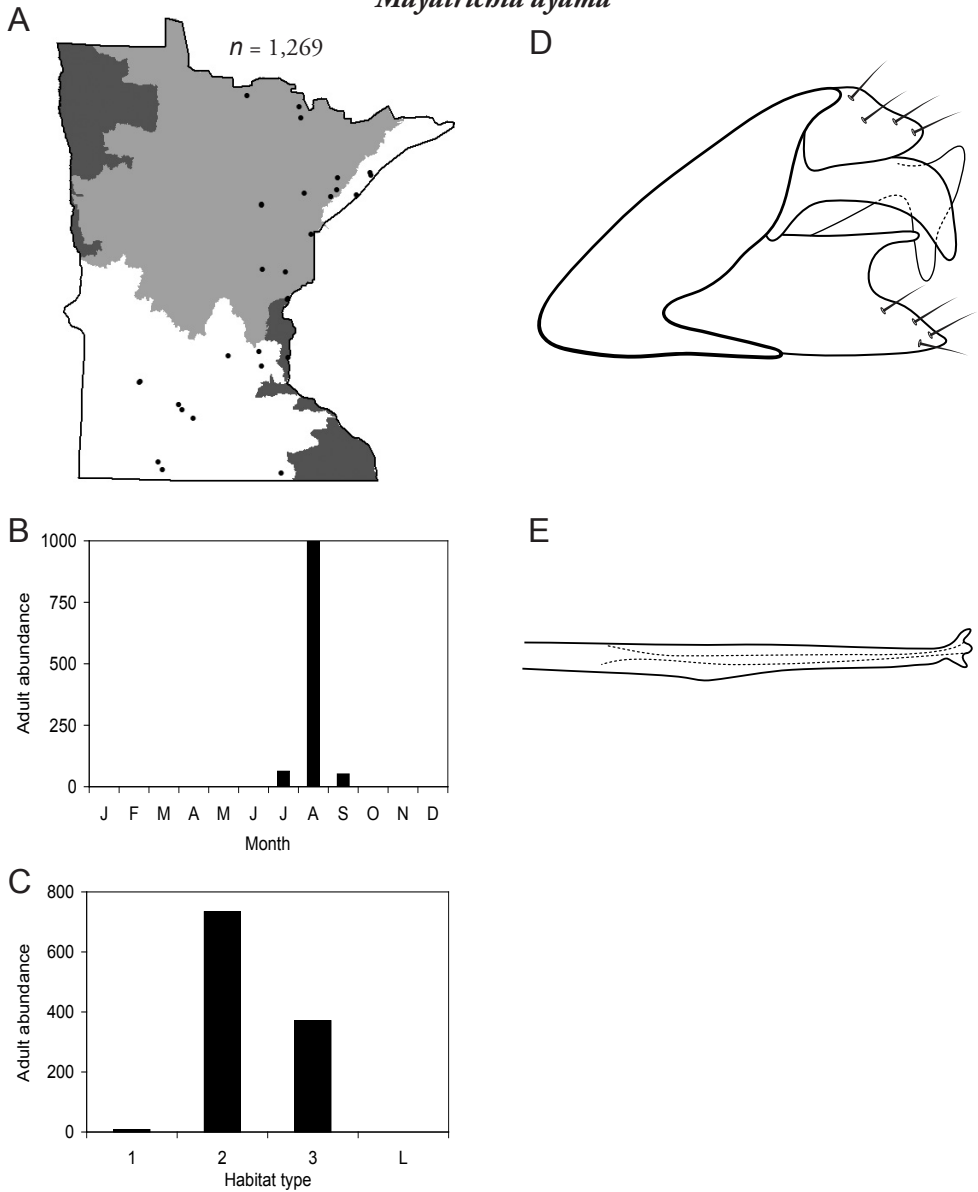 Mayatrichia ayama
A
n = 1,269
D
B
1000
750
500
250
0
Adult abundance
J F M A M J J A S O N D
Month
E
C
800
600
400
200
0
Adult abundance
1 2 3 L
Habitat type